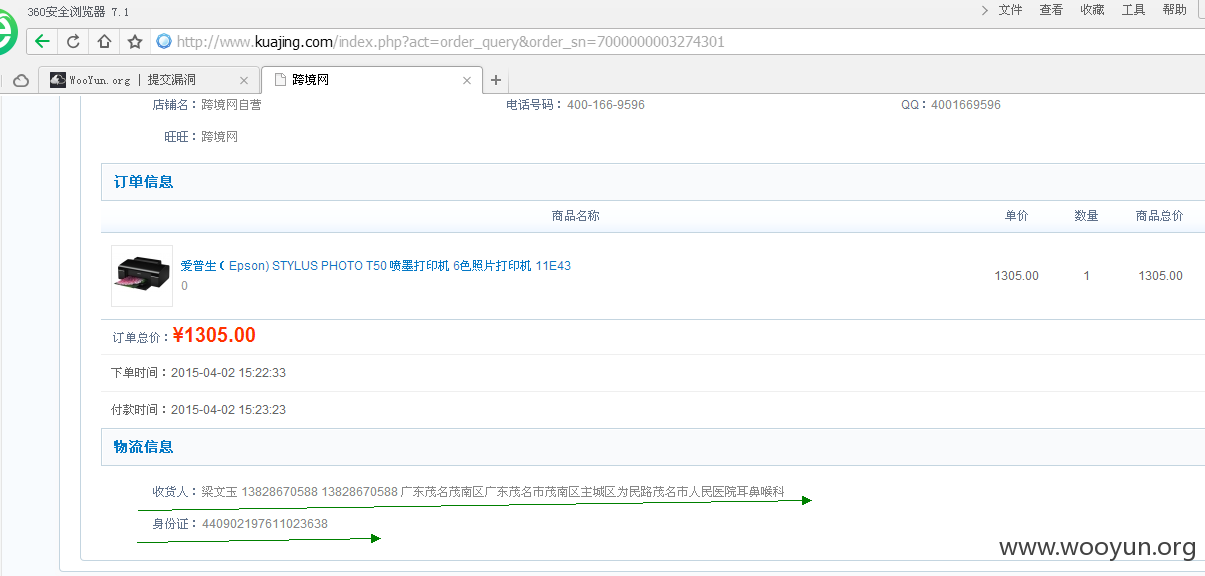 360安全浏览器 7.1
文件 查看 收藏 工具 帮助
http://www.kuajing.com/index.php?act=order_query&order_sn=7000000003274301
WooYun.org | 提交漏洞
跨境网
店铺名：跨境网自营 电话号码：400-166-9596 QQ：4001669596
旺旺：跨境网
订单信息
商品名称 单价 数量 商品总价
爱普生（Epson) STYLUS PHOTO T50 喷墨打印机 6色照片打印机 11E43
0
1305.00 1 1305.00
订单总价：¥1305.00
下单时间：2015-04-02 15:22:33
付款时间：2015-04-02 15:23:23
物流信息
收货人：梁文玉 13828670588 13828670588 广东茂名茂南区广东茂名市茂南区主城区为民路茂名市人民医院耳鼻喉科
身份证：440902197611023638
www.wooyun.org